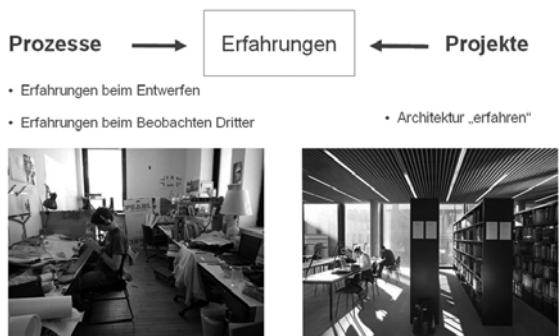 Prozesse
Erfahrungen
Projekte
• Erfahrungen beim Entwerfen
• Erfahrungen beim Beobachten Dritter
• Architektur „erfahren“